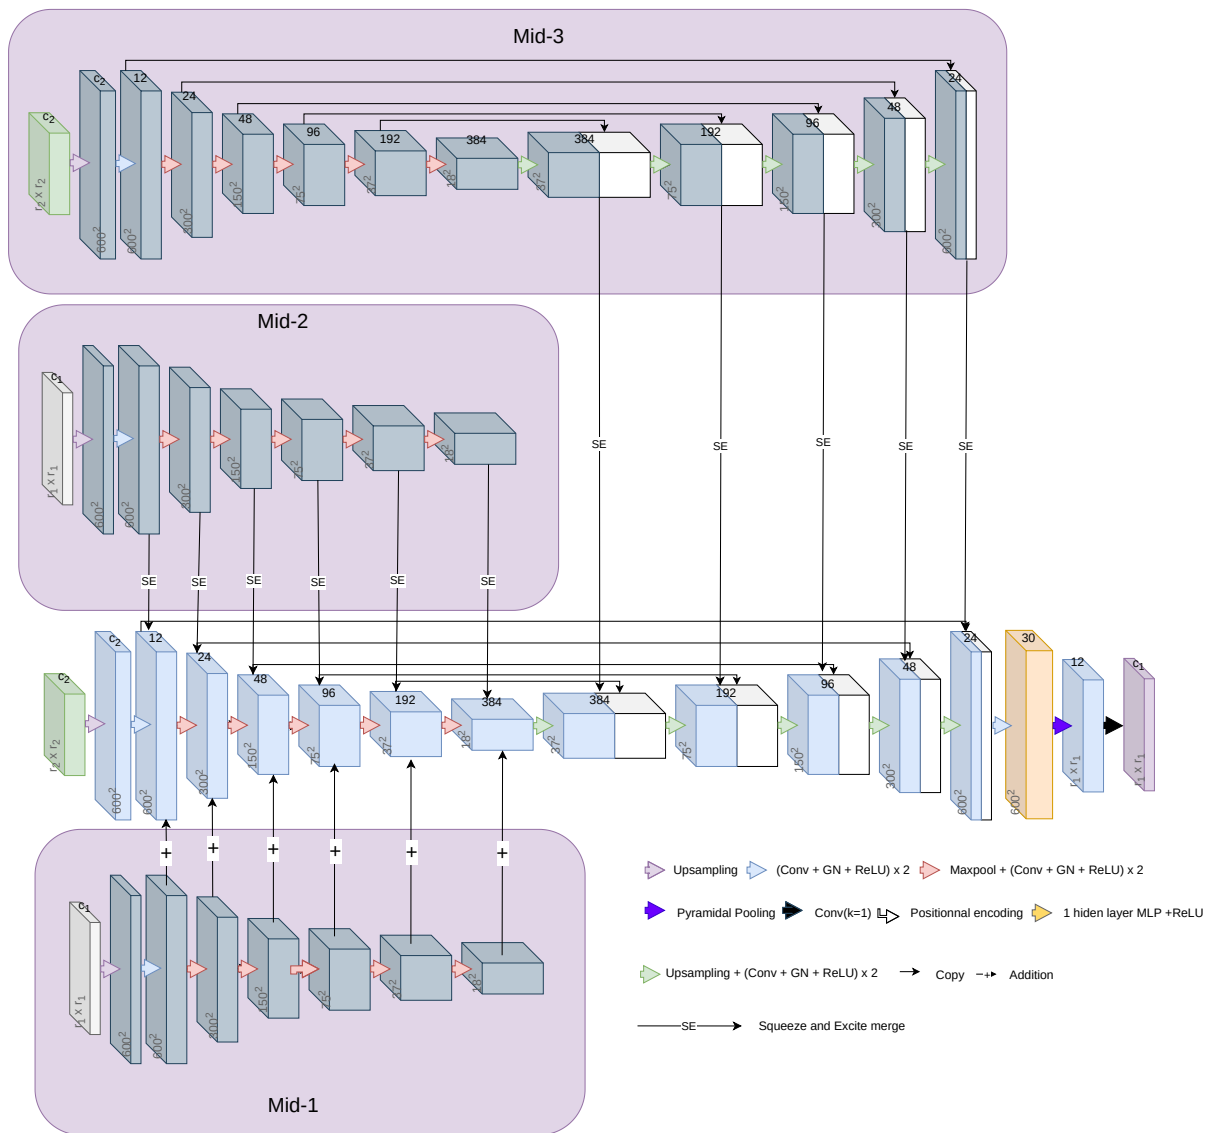 Mid-3
c2 12 24 48 96 192 384 384 192 96 48 24
c2
r2 x r2 600² 600² 300² 150² 75² 37² 18² 37² 75² 150² 300² 600²
Mid-2
c1
r1 x r1 600² 600² 300² 150² 75² 37² 18²
SE SE SE SE SE
SE SE SE SE SE SE
c2 12 24 48 96 192 384 384 192 96 48 24 30 12 c1
c2
r2 x r2 600² 600² 300² 150² 75² 37² 18² 37² 75² 150² 300² 600² 600² r1 x r1 r1 x r1
+ + + + + +
c1
r1 x r1 600² 600² 300² 150² 75² 37² 18²
Mid-1
Upsampling (Conv + GN + ReLU) x 2 Maxpool + (Conv + GN + ReLU) x 2
Pyramidal Pooling Conv(k=1) Positionnal encoding 1 hiden layer MLP +ReLU
Upsampling + (Conv + GN + ReLU) x 2 Copy + Addition
SE Squeeze and Excite merge